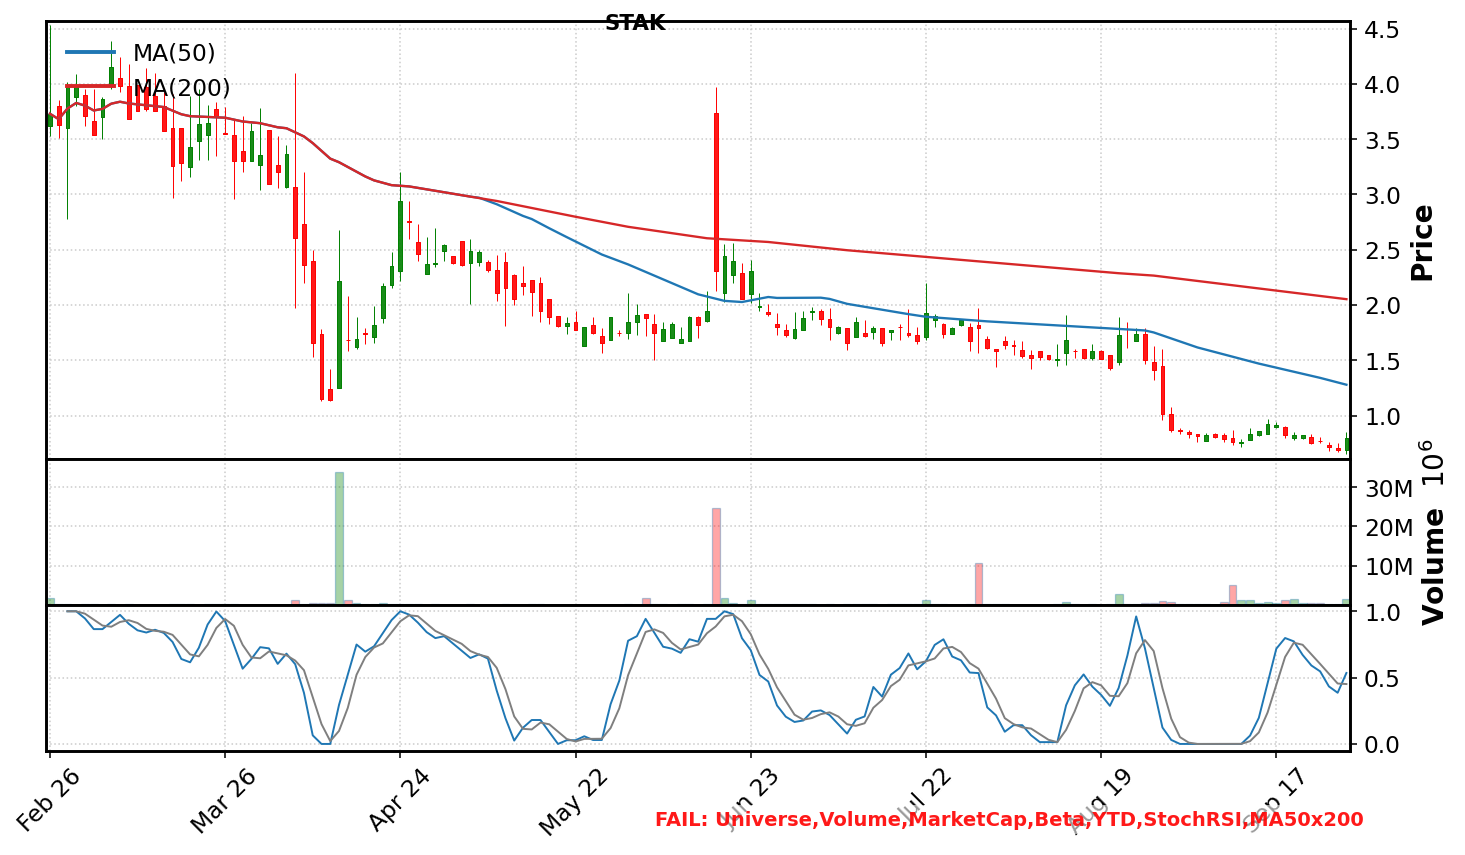 STAK
MA(50)
MA(200)
4.5
4.0
3.5
3.0
2.5
2.0
1.5
1.0
Price
10⁶
30M
20M
10M
Volume
1.0
0.5
0.0
Feb 26
Mar 26
Apr 24
May 22
Jun 23
Jul 22
Aug 19
Sep 17
FAIL: Universe,Volume,MarketCap,Beta,YTD,StochRSI,MA50x200